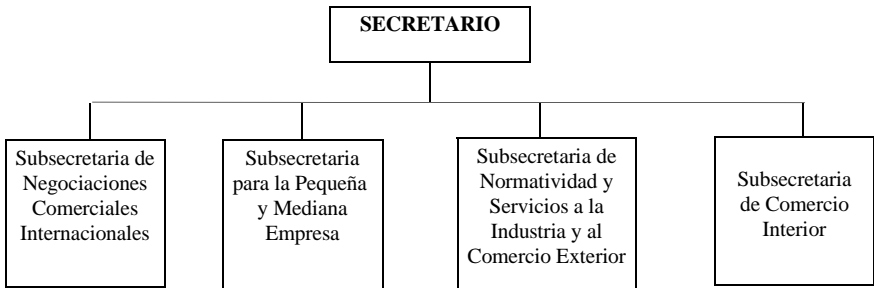 SECRETARIO
Subsecretaria de
Negociaciones
Comerciales
Internacionales
Subsecretaria
para la Pequeña
y Mediana
Empresa
Subsecretaria de
Normatividad y
Servicios a la
Industria y al
Comercio Exterior
Subsecretaria
de Comercio
Interior